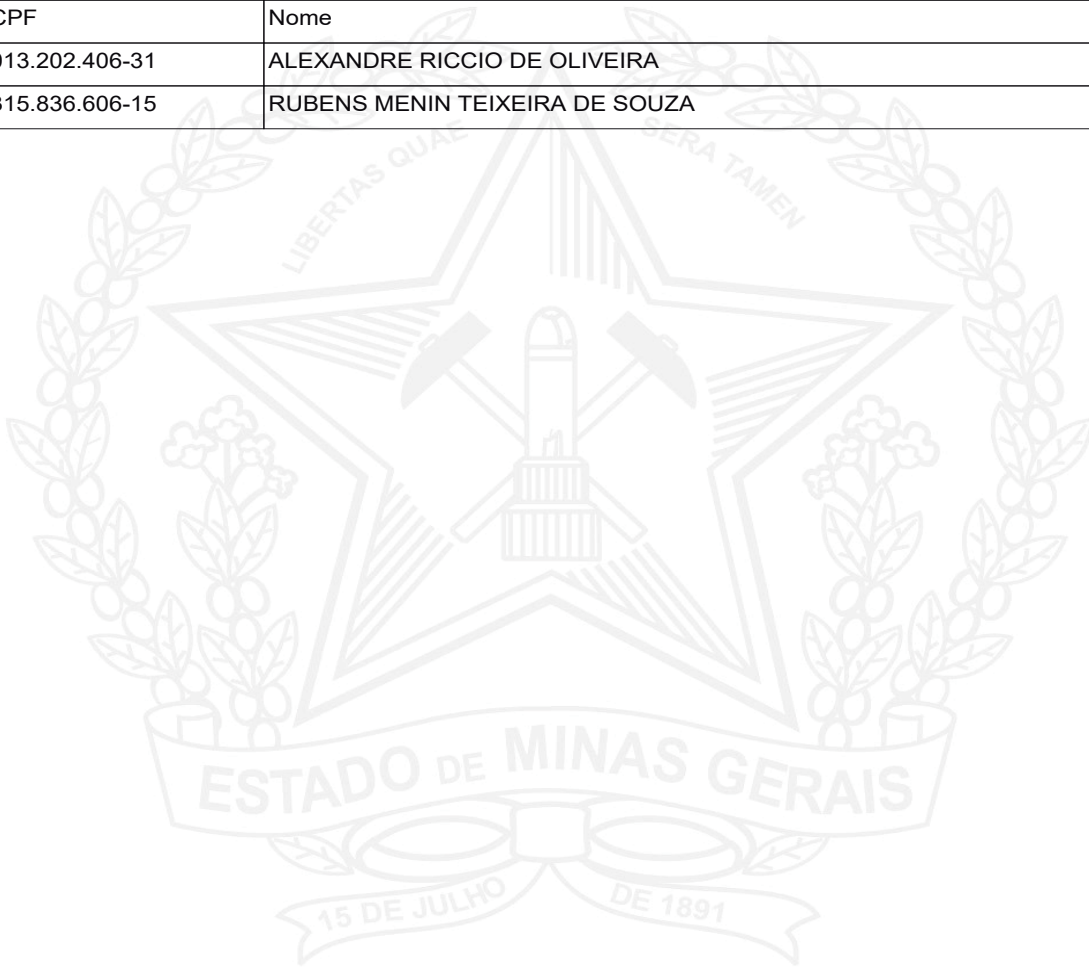 CPF Nome
013.202.406-31 ALEXANDRE RICCIO DE OLIVEIRA
315.836.606-15 RUBENS MENIN TEIXEIRA DE SOUZA
LIBERTAS QUAE SERA TAMEN
ESTADO DE MINAS GERAIS
15 DE JULHO DE 1891